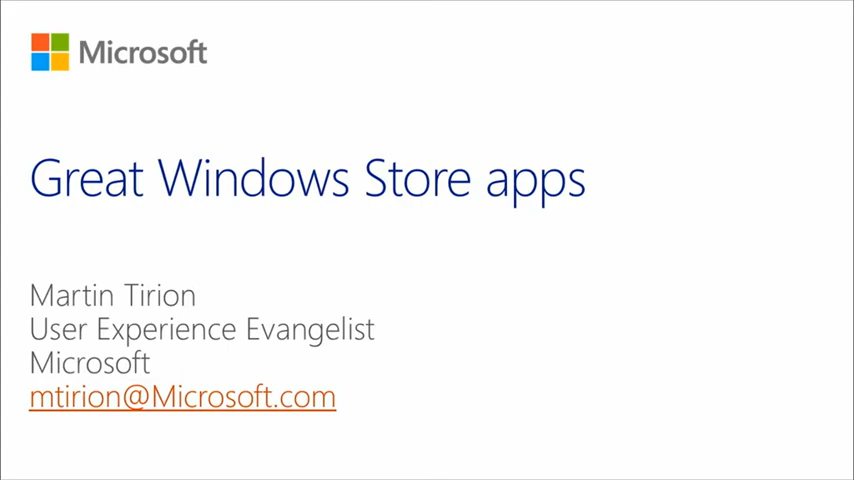 Microsoft
Great Windows Store apps
Martin Tirion
User Experience Evangelist
Microsoft
mtirion@Microsoft.com